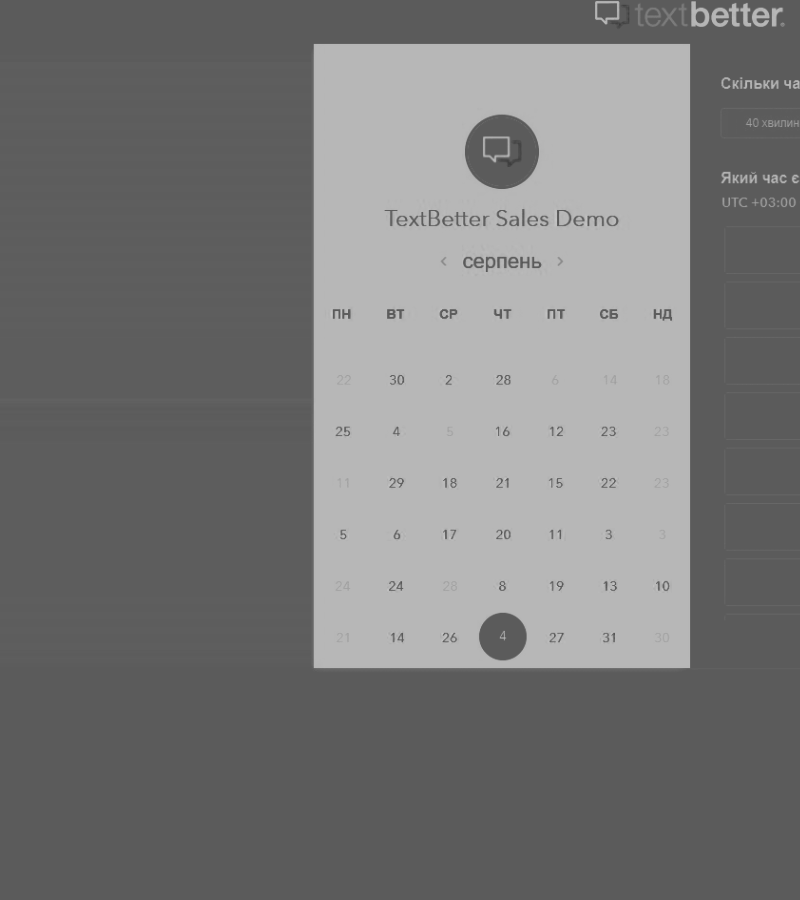 textbetter.
TextBetter Sales Demo
‹ серпень ›
ПН ВТ СР ЧТ ПТ СБ НД
22 30 2 28 6 14 18
25 4 5 16 12 23 23
11 29 18 21 15 22 23
5 6 17 20 11 3 3
24 24 28 8 19 13 10
21 14 26 4 27 31 30
Скільки ча
40 хвилин
Який час є
UTC +03:00